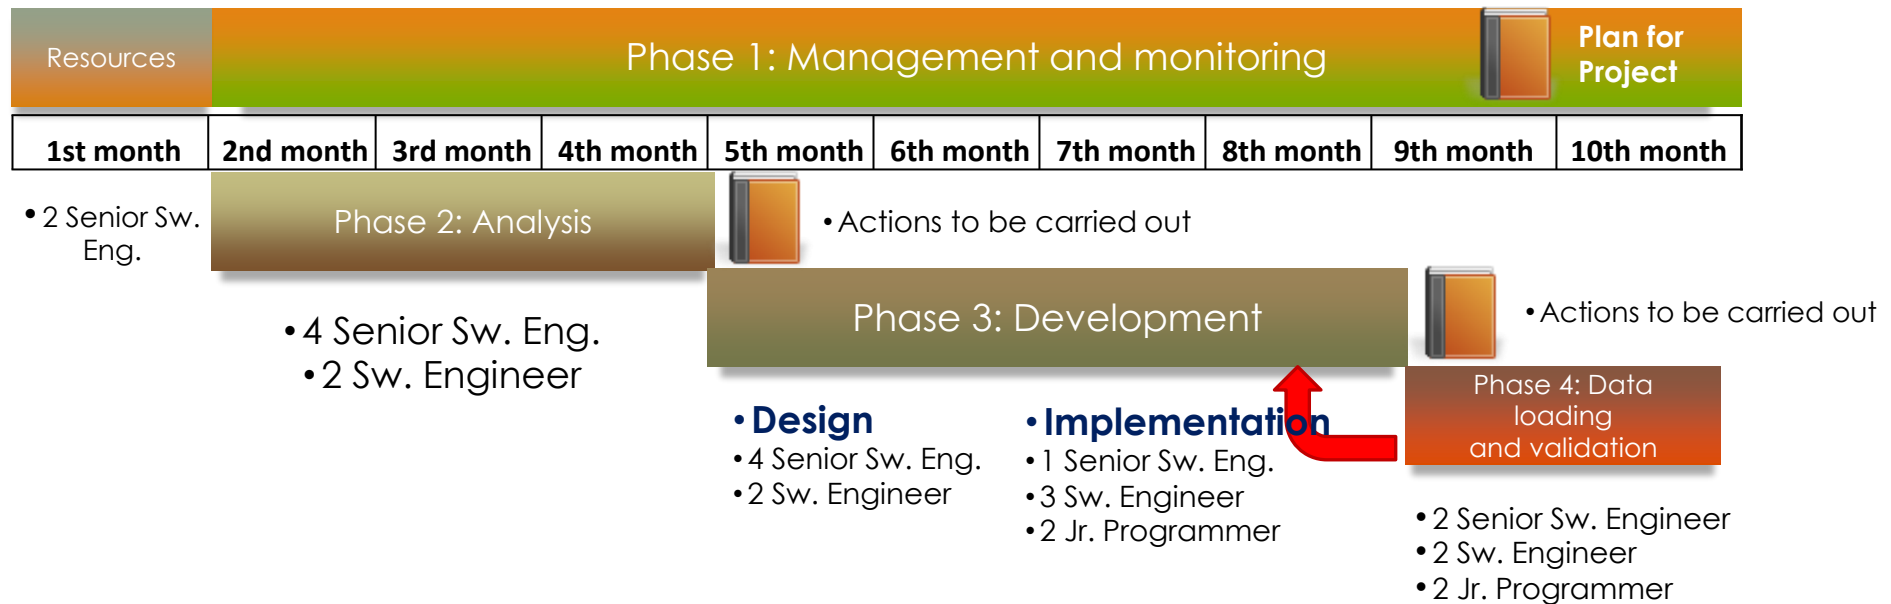 Resources
Phase 1: Management and monitoring
Plan for
Project
1st month 2nd month 3rd month 4th month 5th month 6th month 7th month 8th month 9th month 10th month
• 2 Senior Sw.
Eng.
Phase 2: Analysis
• Actions to be carried out
Phase 3: Development
• Actions to be carried out
• 4 Senior Sw. Eng.
• 2 Sw. Engineer
Phase 4: Data
loading
and validation
• Design
• 4 Senior Sw. Eng.
• 2 Sw. Engineer
• Implementation
• 1 Senior Sw. Eng.
• 3 Sw. Engineer
• 2 Jr. Programmer
• 2 Senior Sw. Engineer
• 2 Sw. Engineer
• 2 Jr. Programmer